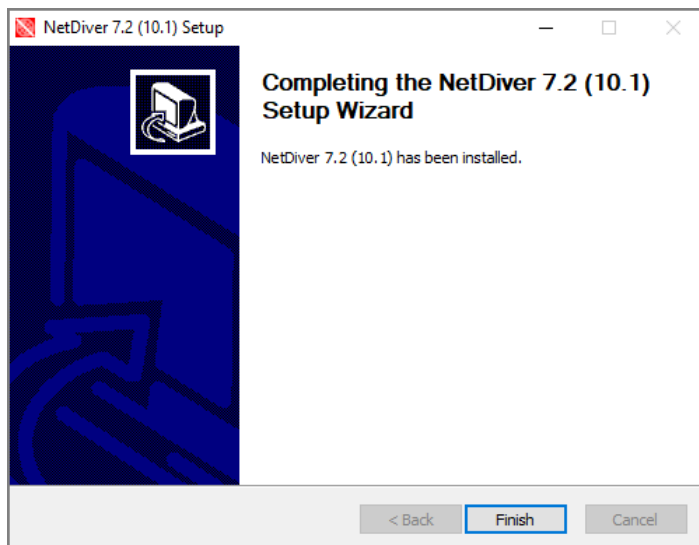 NetDiver 7.2 (10.1) Setup
Completing the NetDiver 7.2 (10.1)
Setup Wizard
NetDiver 7.2 (10.1) has been installed.
< Back Finish Cancel